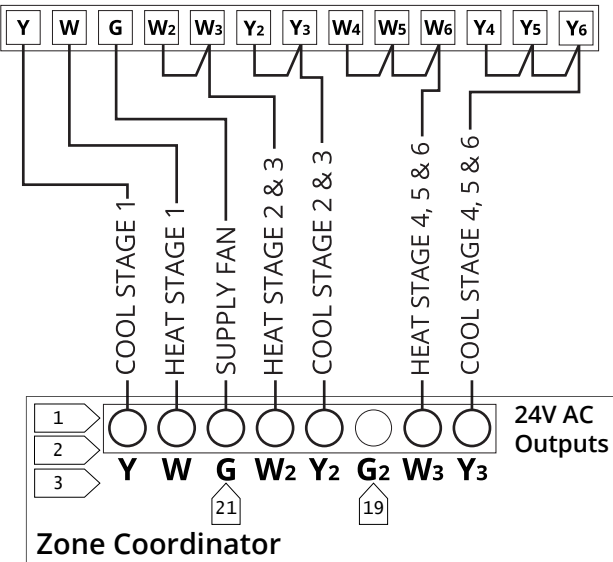 Y W G W2 W3 Y2 Y3 W4 W5 W6 Y4 Y5 Y6
COOL STAGE 1
HEAT STAGE 1
SUPPLY FAN
HEAT STAGE 2 & 3
COOL STAGE 2 & 3
HEAT STAGE 4, 5 & 6
COOL STAGE 4, 5 & 6
1
2
3
24V AC
Outputs
Y W G W2 Y2 G2 W3 Y3
21 19
Zone Coordinator